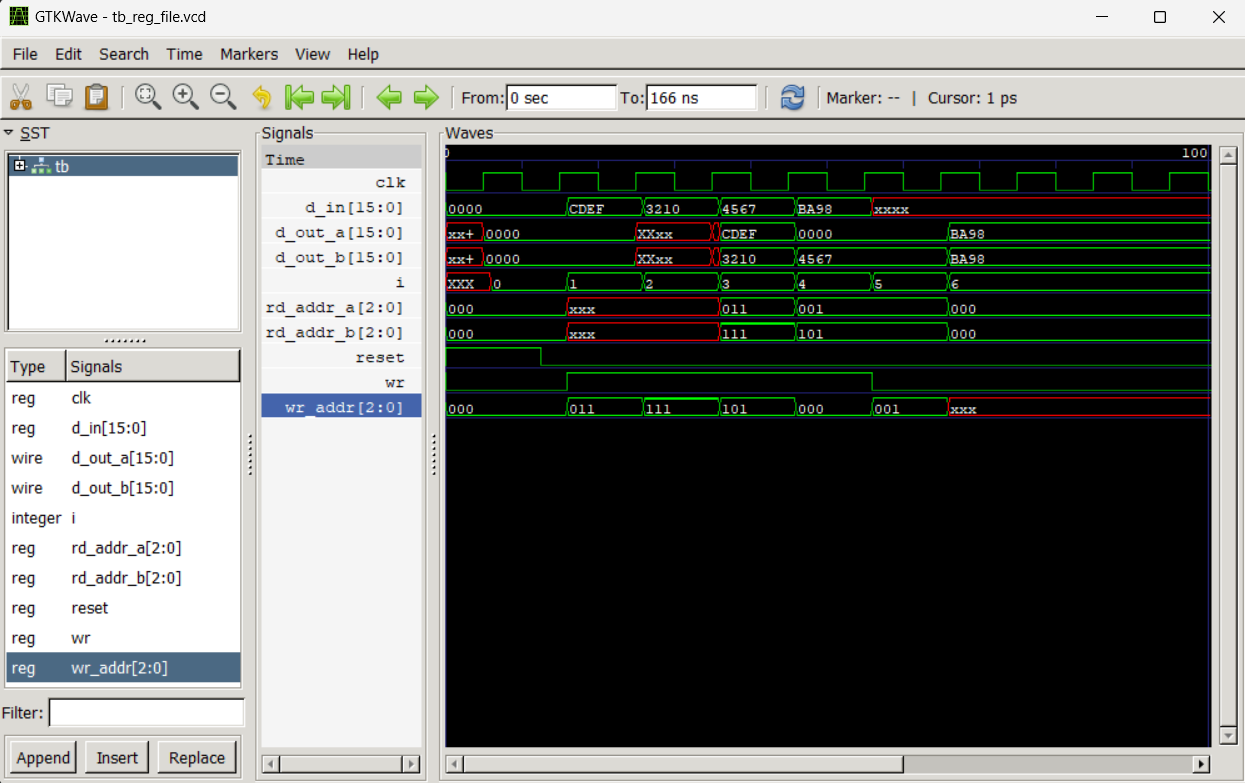 GTKWave - tb_reg_file.vcd
File Edit Search Time Markers View Help
From: 0 sec To: 166 ns Marker: -- | Cursor: 1 ps
SST
tb
Type Signals
reg clk
reg d_in[15:0]
wire d_out_a[15:0]
wire d_out_b[15:0]
integer i
reg rd_addr_a[2:0]
reg rd_addr_b[2:0]
reg reset
reg wr
reg wr_addr[2:0]
Filter:
Append Insert Replace
Signals
Time
clk
d_in[15:0]
d_out_a[15:0]
d_out_b[15:0]
i
rd_addr_a[2:0]
rd_addr_b[2:0]
reset
wr
wr_addr[2:0]
Waves
0 100
0000 CDEF 3210 4567 BA98 xxxx
xx+ 0000 XXxx CDEF 0000 BA98
xx+ 0000 XXxx 3210 4567 BA98
XXX 0 1 2 3 4 5 6
000 xxx 011 001 000
000 xxx 111 101 000
000 011 111 101 000 001 xxx